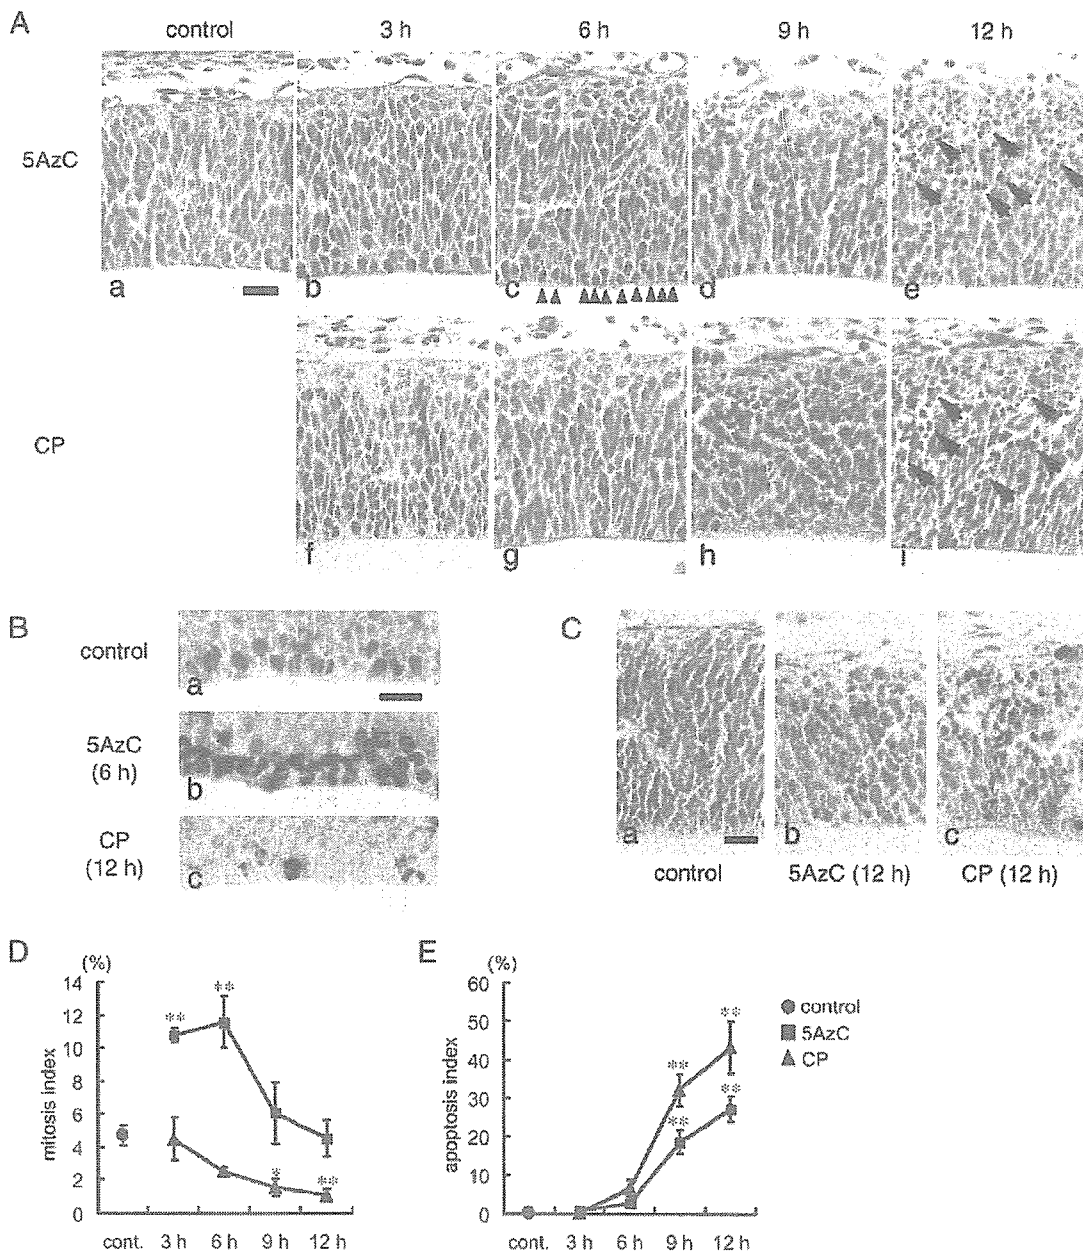 A
control 3 h 6 h 9 h 12 h
5AzC
a b c d e
CP
f g h i
B
control
a
5AzC
(6 h)
b
CP
(12 h)
c
C
a b c
control 5AzC (12 h) CP (12 h)
D
(%)
14
12
10
8
6
4
2
0
mitosis index
** ** * **
cont. 3 h 6 h 9 h 12 h
E
(%)
60
50
40
30
20
10
0
apoptosis index
** ** ** **
cont. 3 h 6 h 9 h 12 h
control
5AzC
CP